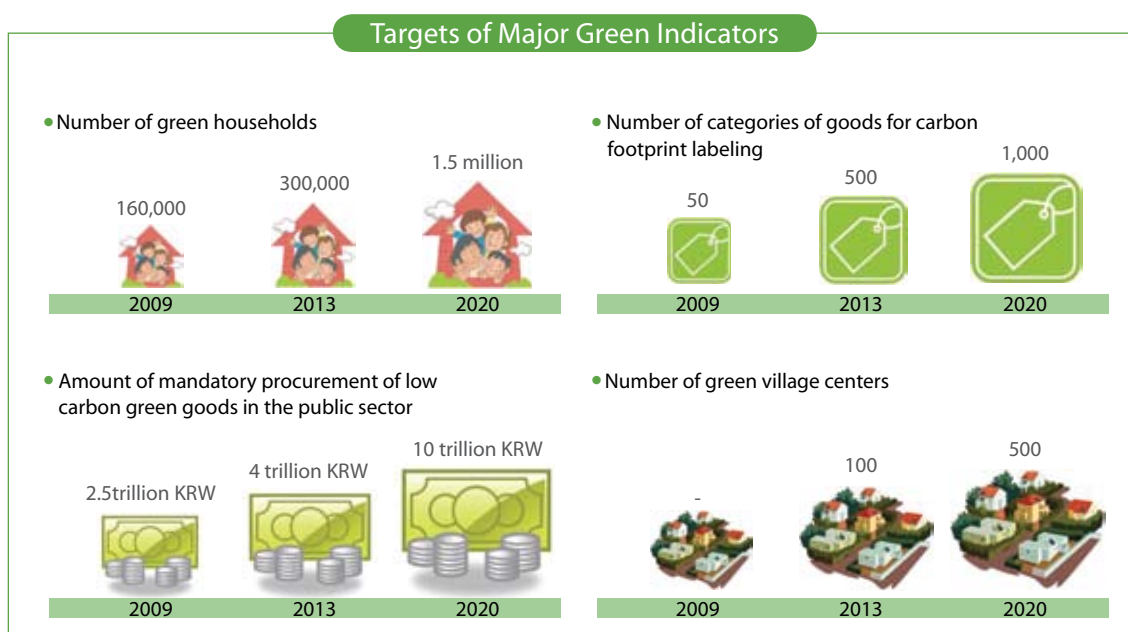 Targets of Major Green Indicators
• Number of green households
160,000
300,000
1.5 million
2009
2013
2020
• Number of categories of goods for carbon
footprint labeling
50
500
1,000
2009
2013
2020
• Amount of mandatory procurement of low
carbon green goods in the public sector
2.5trillion KRW
4 trillion KRW
10 trillion KRW
2009
2013
2020
• Number of green village centers
-
100
500
2009
2013
2020